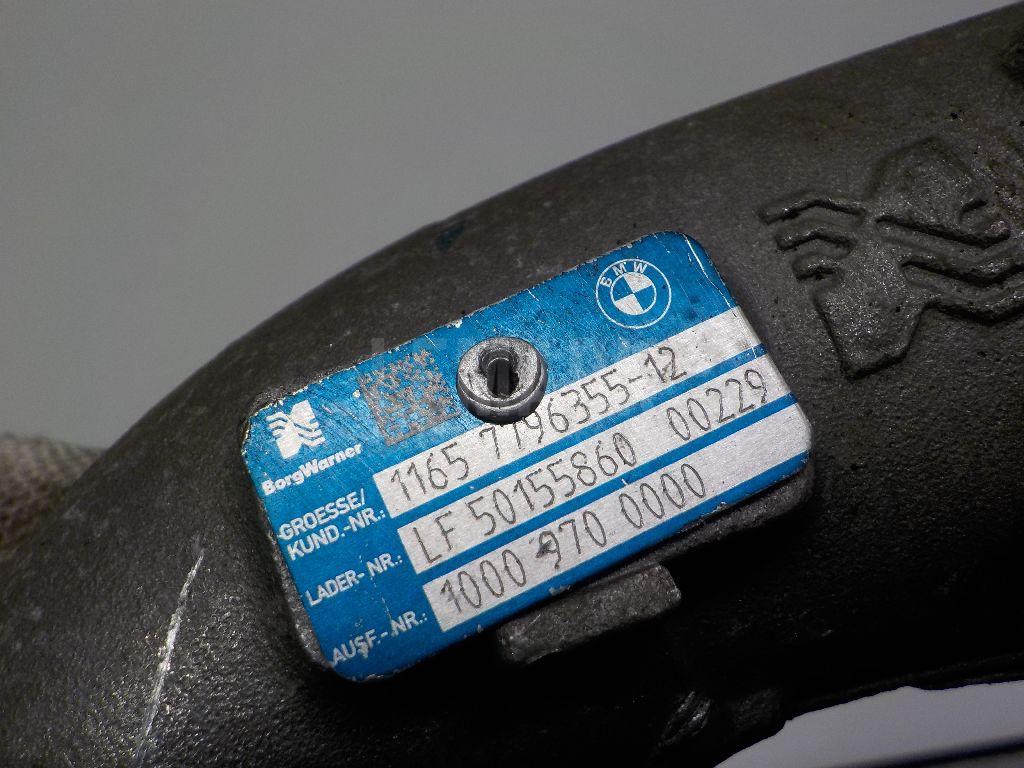 BMW
BorgWarner
GROESSE/
KUND.-NR.: 1165 7796355-12
LADER-NR.: LF 50155860 00229
AUSF.-NR.: 1000 970 0000